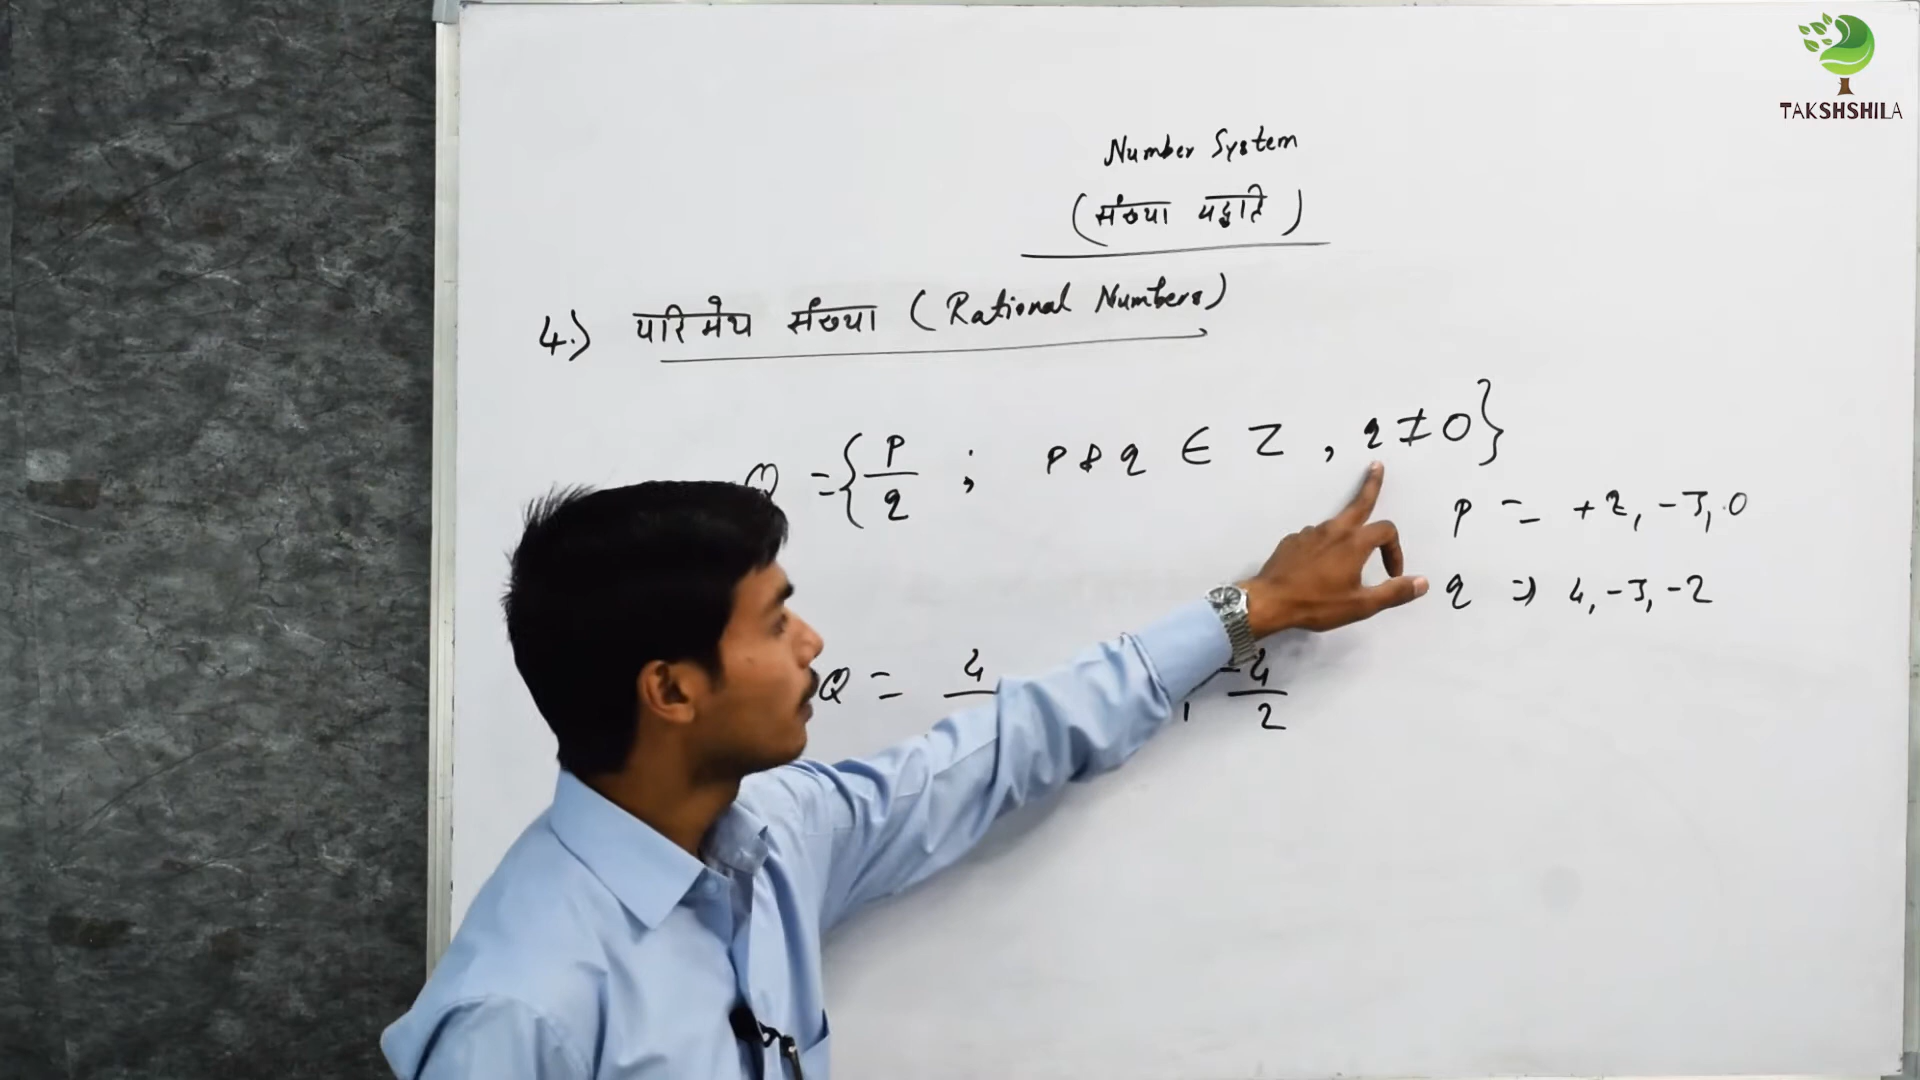 TAKSHSHILA
Number System
(संख्या पद्धति)
4.) परिमेय संख्या (Rational Numbers)
Q = { p/q ; p & q ∈ Z , q ≠ 0 }
p = +2, -3, 0
q ⇒ 4, -3, -2
Q = 4/ , -4/2